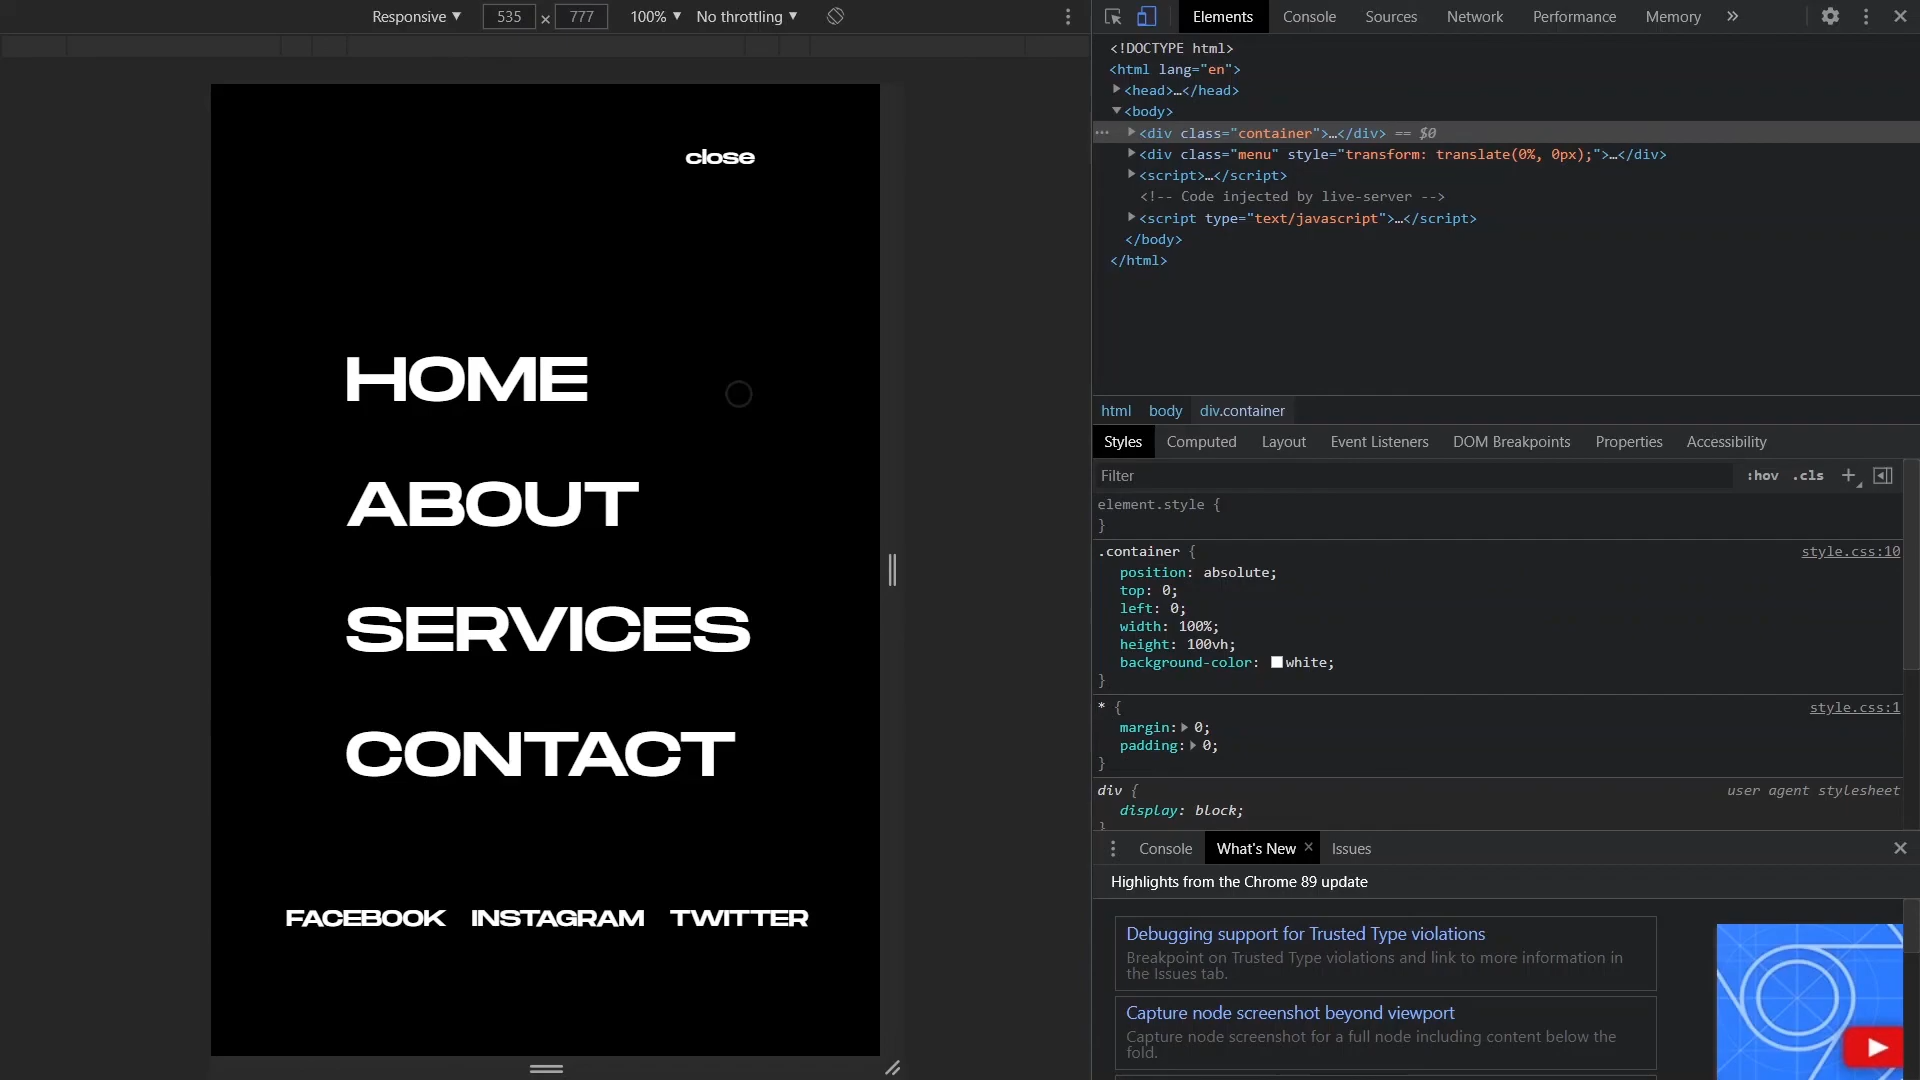 Responsive ▼ 535 × 777 100% ▼ No throttling ▼
close
HOME
ABOUT
SERVICES
CONTACT
FACEBOOK INSTAGRAM TWITTER
Elements Console Sources Network Performance Memory »
<!DOCTYPE html>
<html lang="en">
<head>…</head>
<body>
<div class="container">…</div> == $0
<div class="menu" style="transform: translate(0%, 0px);">…</div>
<script>…</script>
<!-- Code injected by live-server -->
<script type="text/javascript">…</script>
</body>
</html>
html body div.container
Styles Computed Layout Event Listeners DOM Breakpoints Properties Accessibility
Filter :hov .cls +
element.style {
}
.container { style.css:10
position: absolute;
top: 0;
left: 0;
width: 100%;
height: 100vh;
background-color: white;
}
* { style.css:1
margin: 0;
padding: 0;
}
div { user agent stylesheet
display: block;
}
Console What's New × Issues
Highlights from the Chrome 89 update
Debugging support for Trusted Type violations
Breakpoint on Trusted Type violations and link to more information in
the Issues tab.
Capture node screenshot beyond viewport
Capture node screenshot for a full node including content below the
fold.